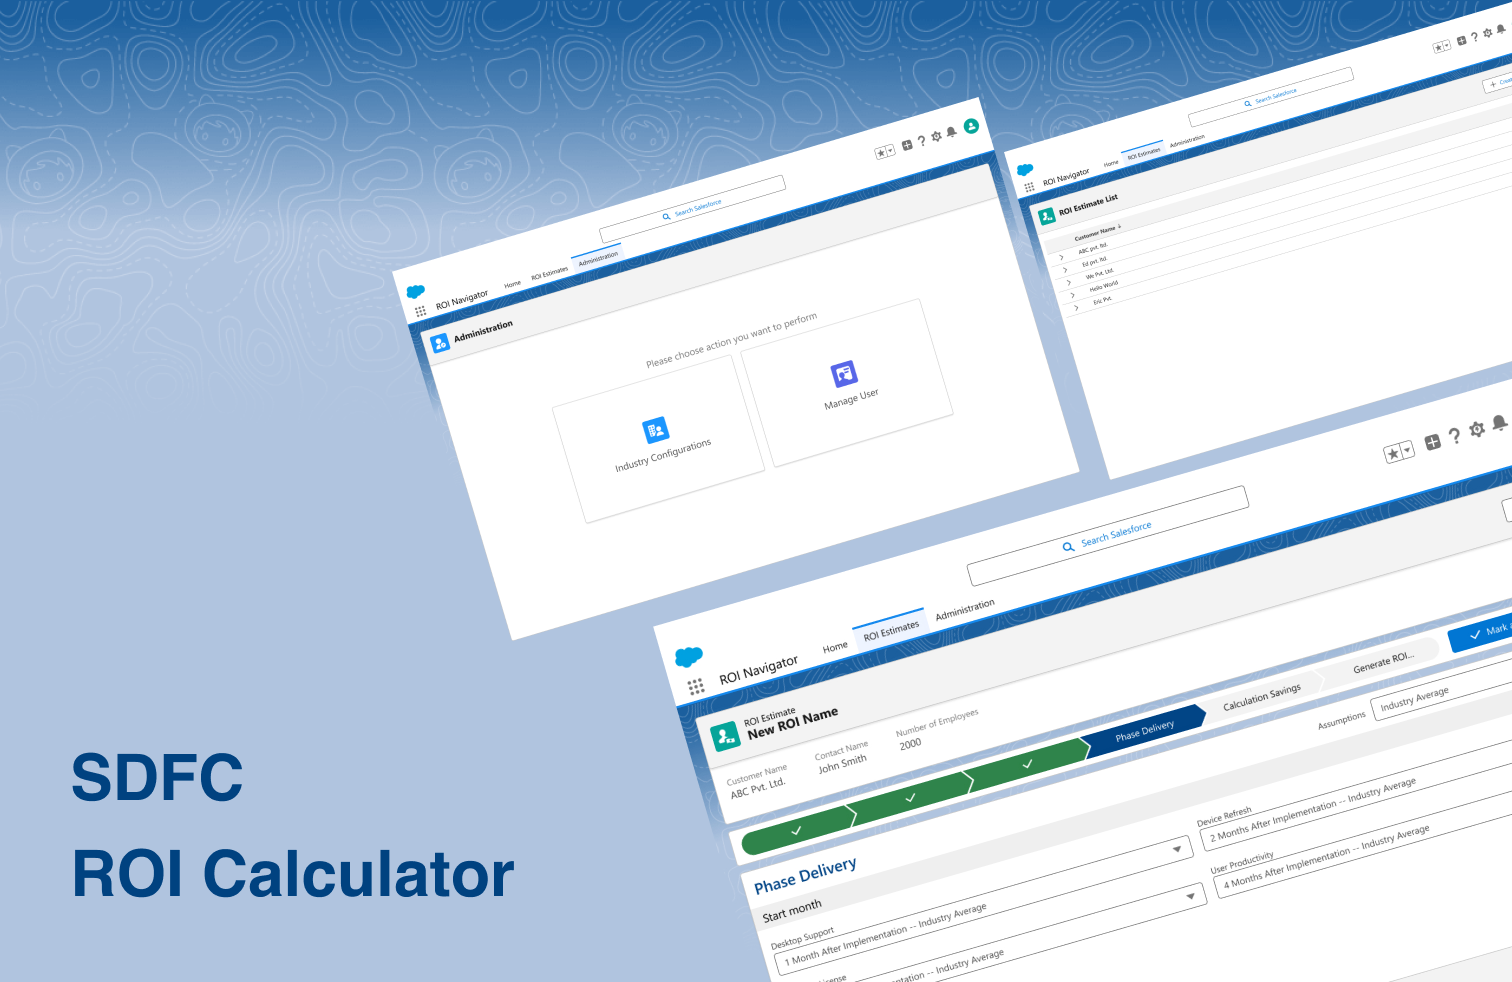 Search Salesforce
ROI Navigator
Home
ROI Estimates
Administration
Administration
Please choose action you want to perform
Industry Configurations
Manage User
Search Salesforce
ROI Navigator
Home
ROI Estimates
Administration
ROI Estimate List
Customer Name
ABC pvt. ltd.
Ed pvt. ltd.
We Pvt. Ltd.
Hello World
Eric Pvt.
Search Salesforce
ROI Navigator
Home
ROI Estimates
Administration
ROI Estimate
New ROI Name
Customer Name
ABC Pvt. Ltd.
Contact Name
John Smith
Number of Employees
2000
Phase Delivery
Calculation Savings
Generate ROI...
Mark
Assumptions
Industry Average
Phase Delivery
Start month
Desktop Support
1 Month After Implementation -- Industry Average
Device Refresh
2 Months After Implementation -- Industry Average
User Productivity
4 Months After Implementation -- Industry Average
-- Industry Average
SDFC
ROI Calculator